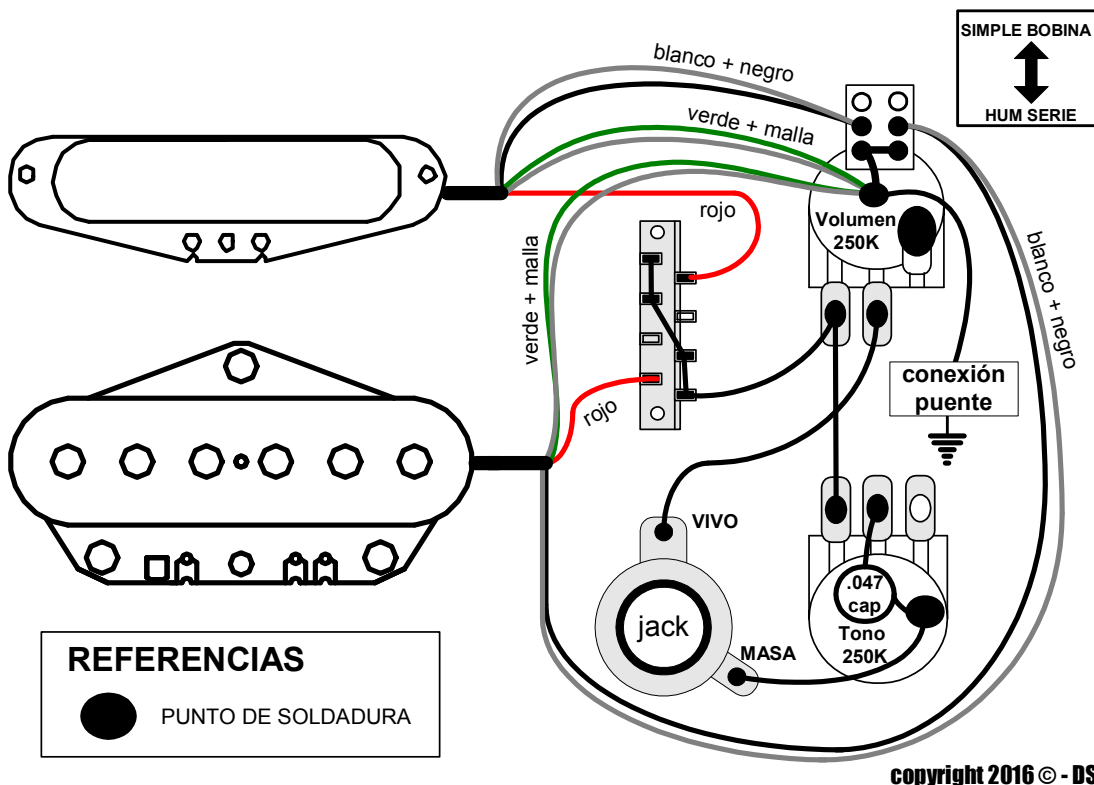 SIMPLE BOBINA
HUM SERIE
blanco + negro
verde + malla
rojo
Volumen
250K
verde + malla
blanco + negro
rojo
conexión
puente
VIVO
jack
MASA
.047
cap
Tono
250K
REFERENCIAS
PUNTO DE SOLDADURA
copyright 2016 © - DS